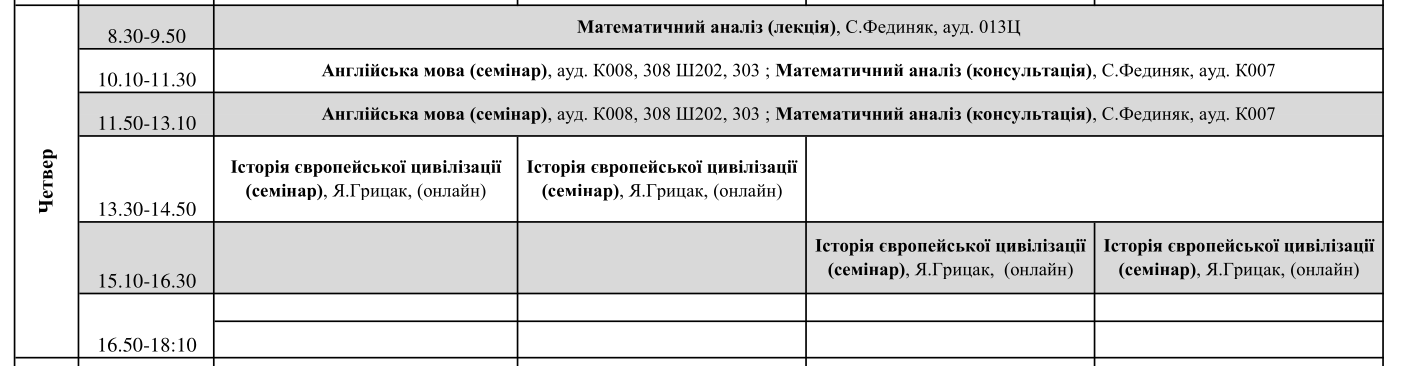 Четвер
8.30-9.50
Математичний аналіз (лекція), С.Фединяк, ауд. 013Ц
10.10-11.30
Англійська мова (семінар), ауд. К008, 308 Ш202, 303 ; Математичний аналіз (консультація), С.Фединяк, ауд. К007
11.50-13.10
Англійська мова (семінар), ауд. К008, 308 Ш202, 303 ; Математичний аналіз (консультація), С.Фединяк, ауд. К007
13.30-14.50
Історія європейської цивілізації
(семінар), Я.Грицак, (онлайн)
Історія європейської цивілізації
(семінар), Я.Грицак, (онлайн)
15.10-16.30
Історія європейської цивілізації
(семінар), Я.Грицак, (онлайн)
Історія європейської цивілізації
(семінар), Я.Грицак, (онлайн)
16.50-18:10